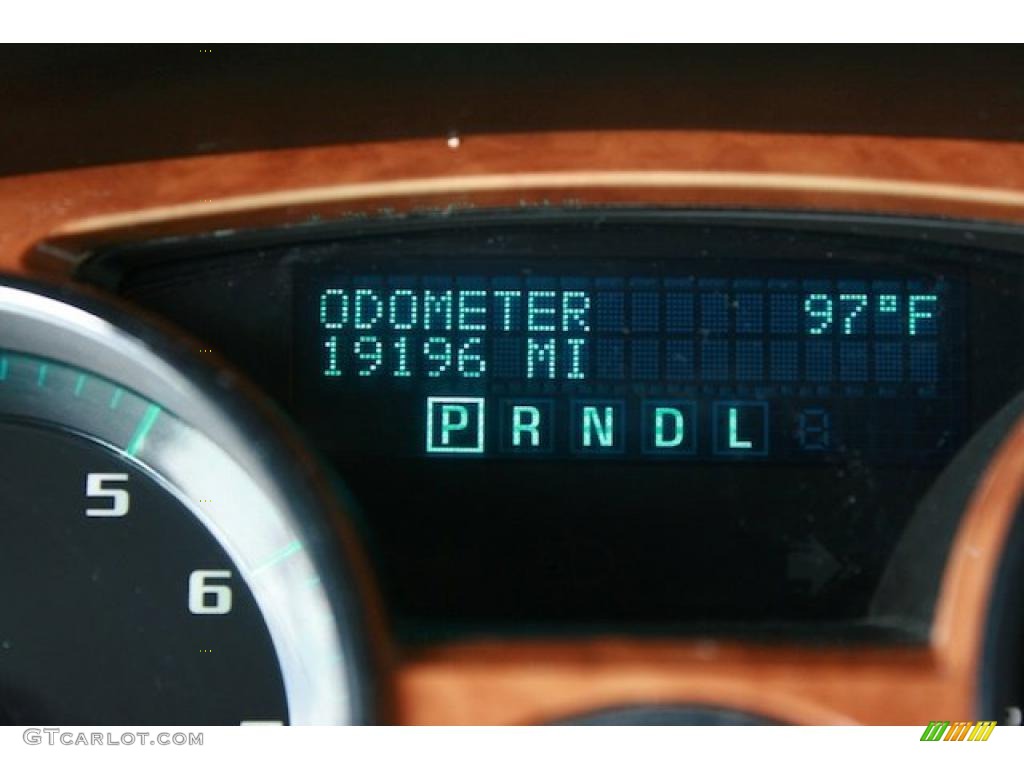 ODOMETER 97°F
19196 MI
P R N D L
5
6
GTCARLOT.COM